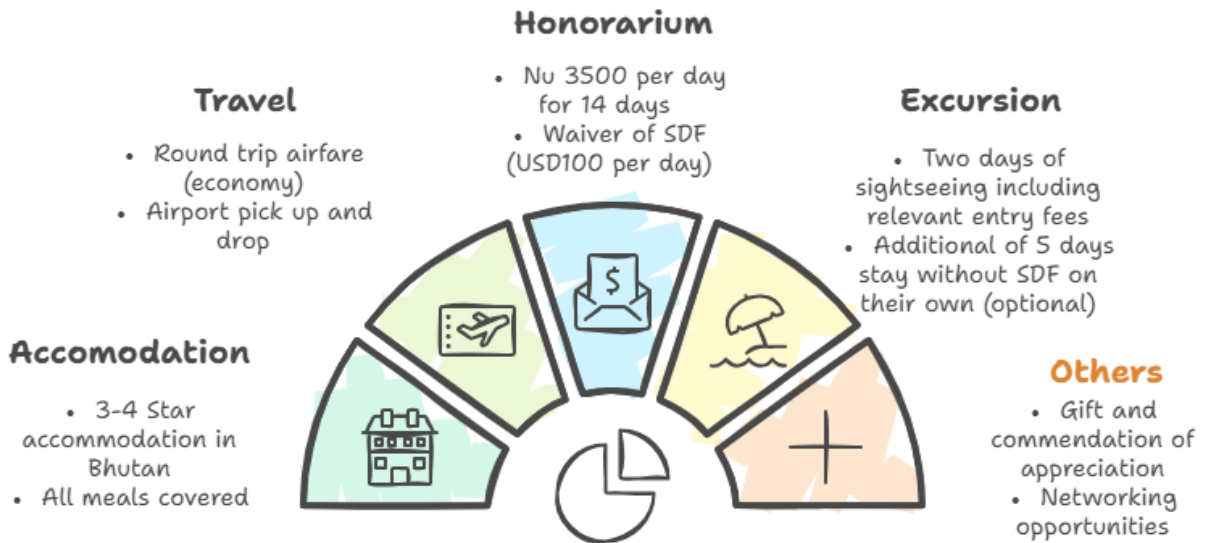 Honorarium
• Nu 3500 per day
for 14 days
• Waiver of SDF
(USD100 per day)
Travel
• Round trip airfare
(economy)
• Airport pick up and
drop
Excursion
• Two days of
sightseeing including
relevant entry fees
• Additional of 5 days
stay without SDF on
their own (optional)
Accomodation
• 3-4 Star
accommodation in
Bhutan
• All meals covered
Others
• Gift and
commendation of
appreciation
• Networking
opportunities
$